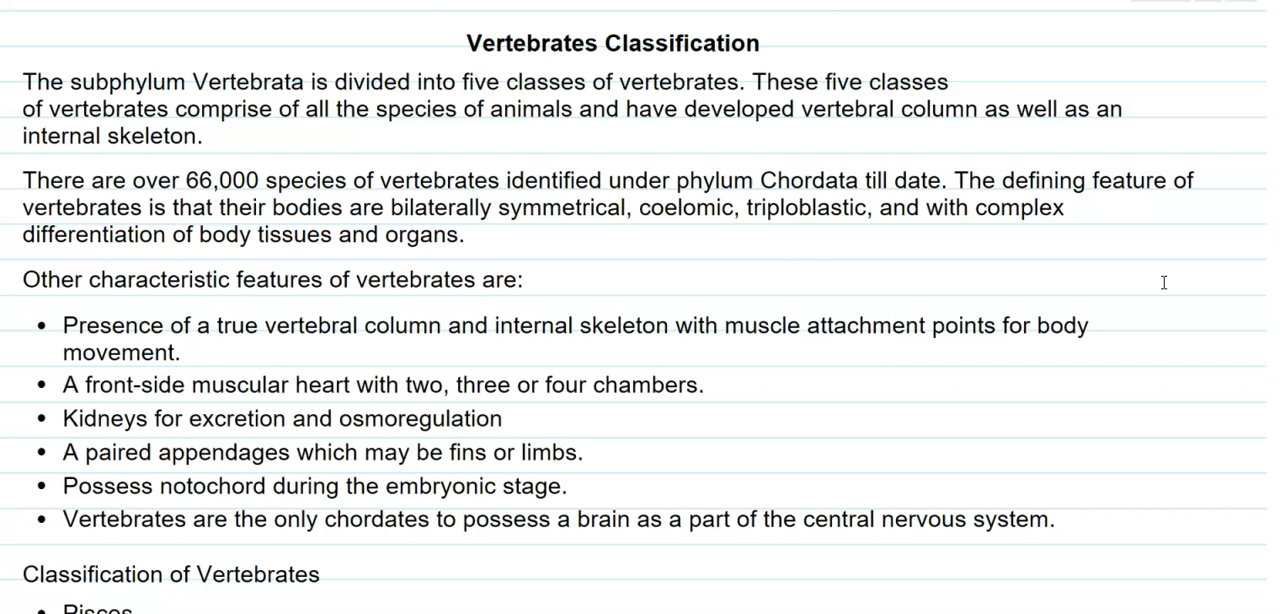 Vertebrates Classification
The subphylum Vertebrata is divided into five classes of vertebrates. These five classes
of vertebrates comprise of all the species of animals and have developed vertebral column as well as an
internal skeleton.
There are over 66,000 species of vertebrates identified under phylum Chordata till date. The defining feature of
vertebrates is that their bodies are bilaterally symmetrical, coelomic, triploblastic, and with complex
differentiation of body tissues and organs.
Other characteristic features of vertebrates are:
• Presence of a true vertebral column and internal skeleton with muscle attachment points for body
movement.
• A front-side muscular heart with two, three or four chambers.
• Kidneys for excretion and osmoregulation
• A paired appendages which may be fins or limbs.
• Possess notochord during the embryonic stage.
• Vertebrates are the only chordates to possess a brain as a part of the central nervous system.
Classification of Vertebrates
• Pisces